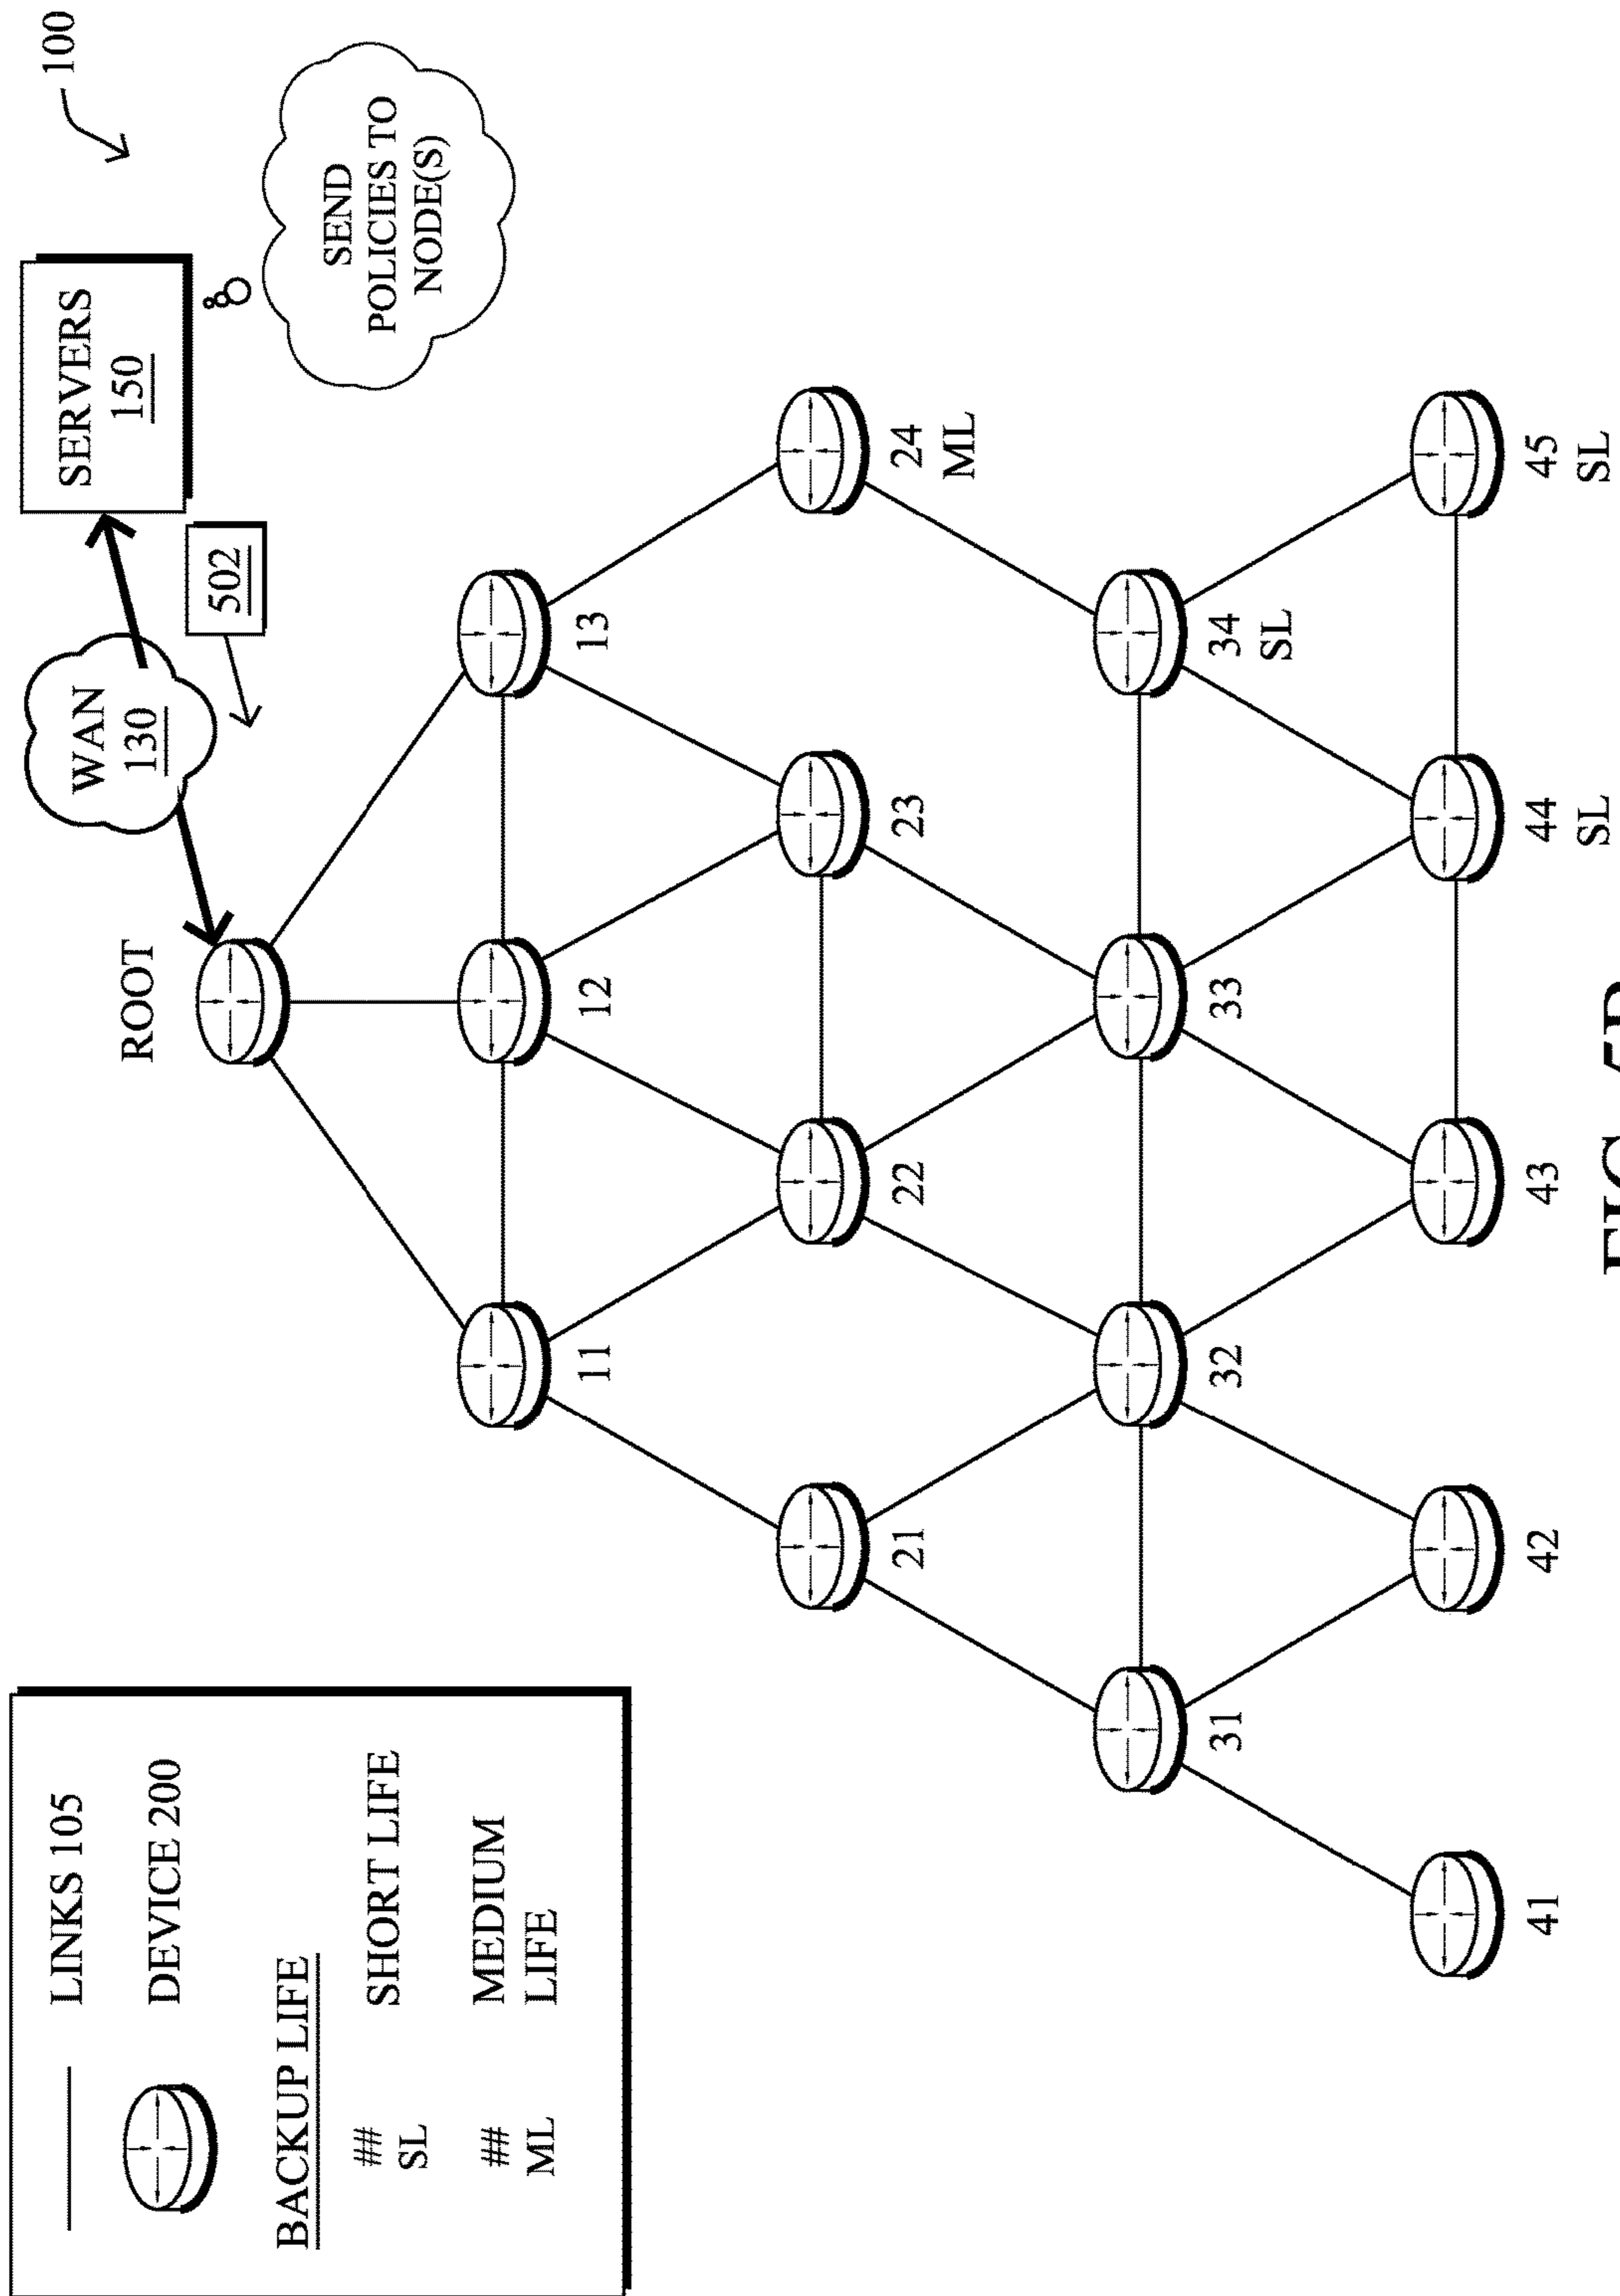 LINKS 105
DEVICE 200
BACKUP LIFE
##
SL
SHORT LIFE
##
ML
MEDIUM
LIFE
100
SERVERS
150
WAN
130
502
SEND
POLICIES TO
NODE(S)
ROOT
11
12
13
21
22
23
24
ML
31
32
33
34
SL
41
42
43
44
SL
45
SL